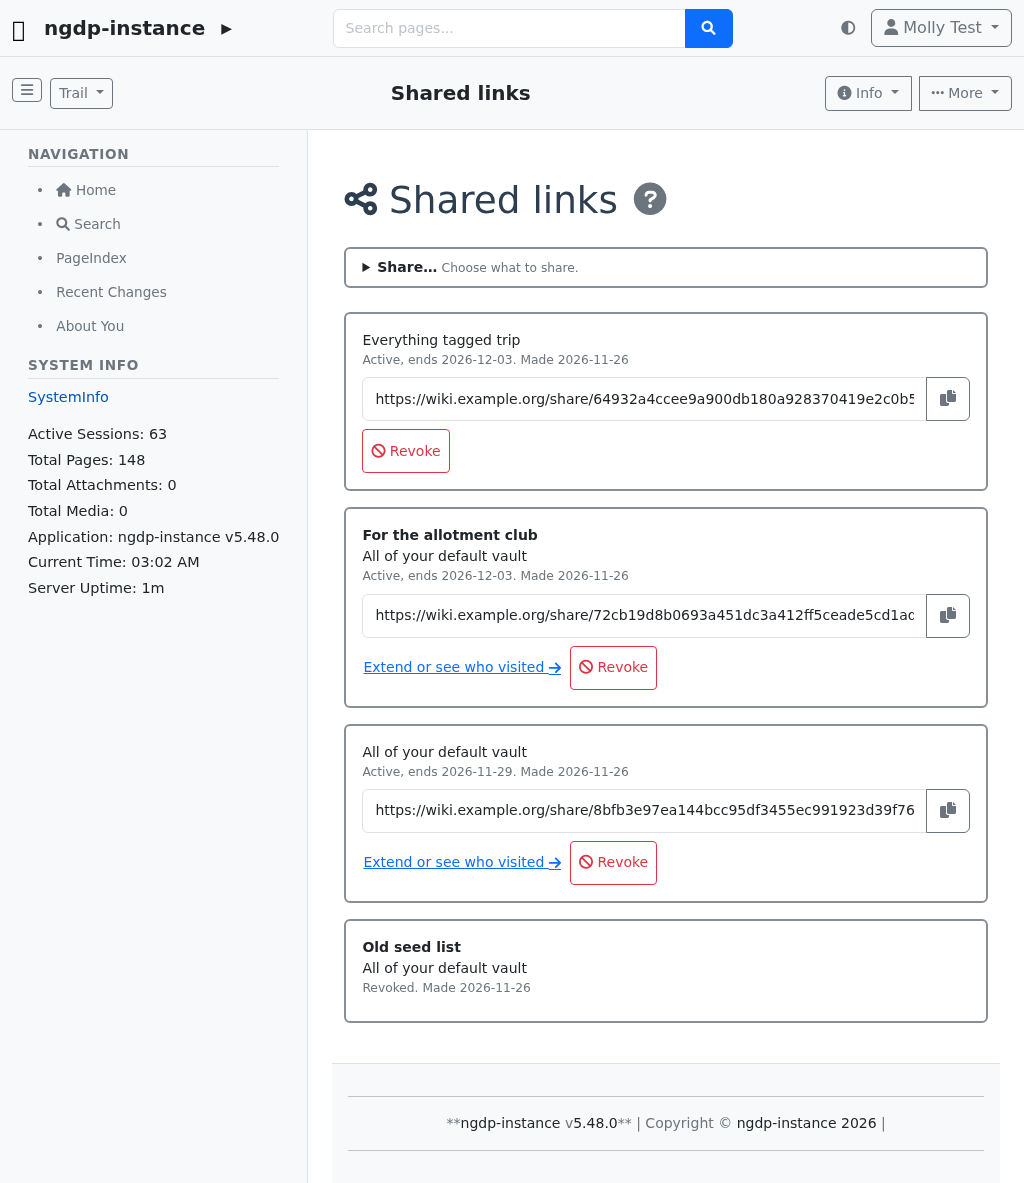 ngdp-instance ▶
Search pages...
Molly Test
Trail
Shared links
Info
More
NAVIGATION
• Home
• Search
PageIndex
Recent Changes
About You
SYSTEM INFO
SystemInfo
Active Sessions: 63
Total Pages: 148
Total Attachments: 0
Total Media: 0
Application: ngdp-instance v5.48.0
Current Time: 03:02 AM
Server Uptime: 1m
Shared links ?
▶ Share... Choose what to share.
Everything tagged trip
Active, ends 2026-12-03. Made 2026-11-26
https://wiki.example.org/share/64932a4ccee9a900db180a928370419e2c0b5
Revoke
For the allotment club
All of your default vault
Active, ends 2026-12-03. Made 2026-11-26
https://wiki.example.org/share/72cb19d8b0693a451dc3a412ff5ceade5cd1ad
Extend or see who visited →
Revoke
All of your default vault
Active, ends 2026-11-29. Made 2026-11-26
https://wiki.example.org/share/8bfb3e97ea144bcc95df3455ec991923d39f76
Extend or see who visited →
Revoke
Old seed list
All of your default vault
Revoked. Made 2026-11-26
**ngdp-instance v5.48.0** | Copyright © ngdp-instance 2026 |